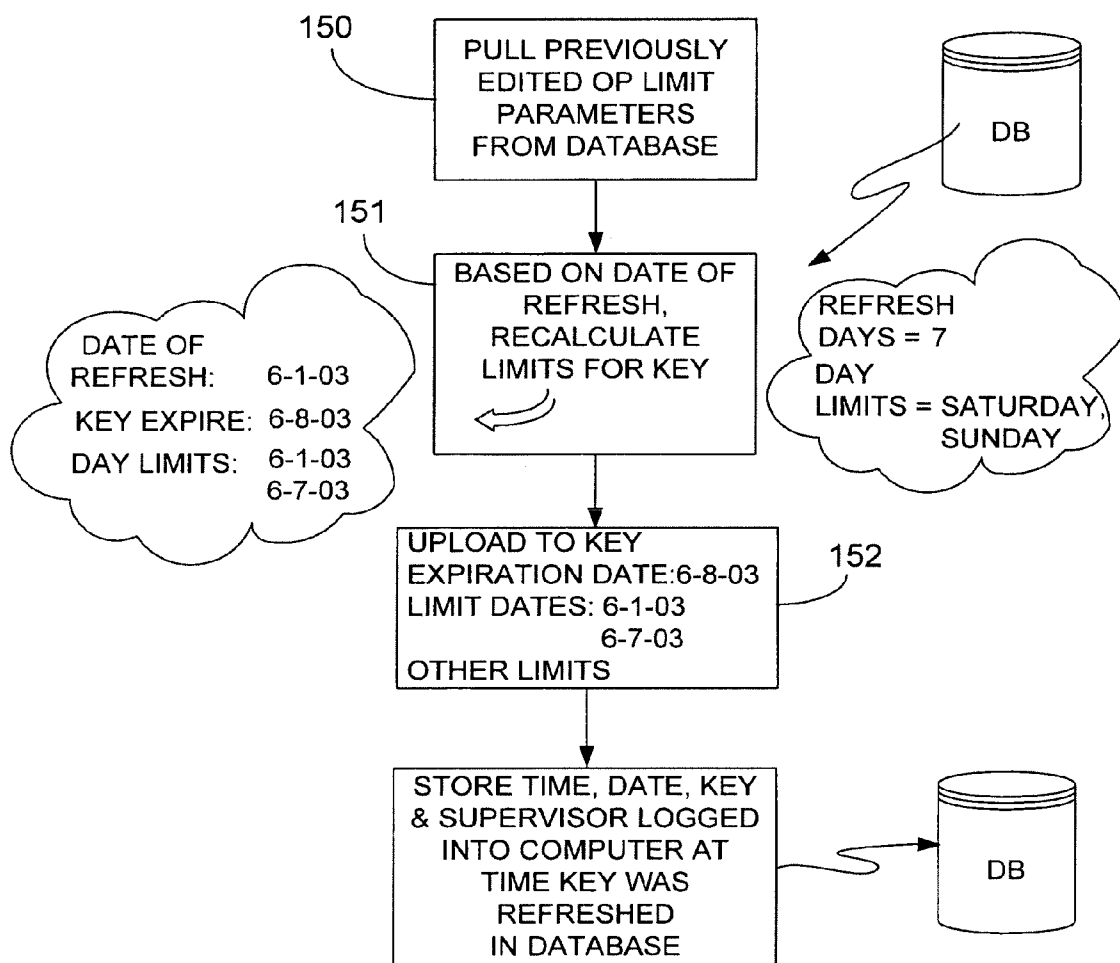 150
PULL PREVIOUSLY
EDITED OP LIMIT
PARAMETERS
FROM DATABASE
DB
151
BASED ON DATE OF
REFRESH,
RECALCULATE
LIMITS FOR KEY
DATE OF
REFRESH: 6-1-03
KEY EXPIRE: 6-8-03
DAY LIMITS: 6-1-03
6-7-03
REFRESH
DAYS = 7
DAY
LIMITS = SATURDAY,
SUNDAY
UPLOAD TO KEY
EXPIRATION DATE:6-8-03
LIMIT DATES: 6-1-03
6-7-03
OTHER LIMITS
152
STORE TIME, DATE, KEY
& SUPERVISOR LOGGED
INTO COMPUTER AT
TIME KEY WAS
REFRESHED
IN DATABASE
DB